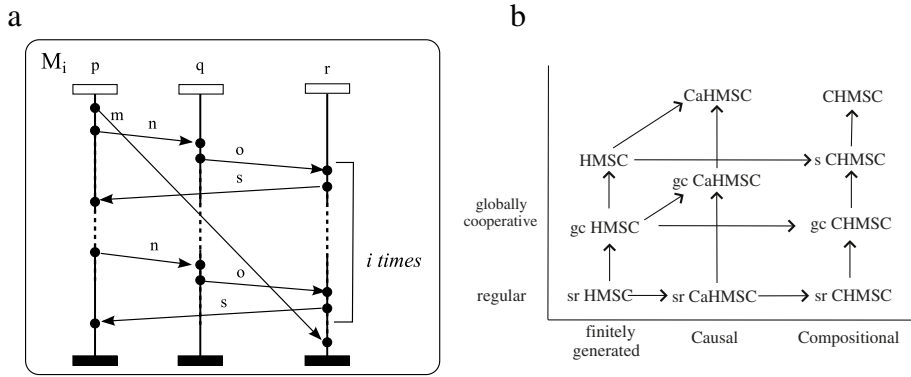 a
M_i p q r
m
n
o
s
n
o
s
i times
b
CaHMSC CHMSC
HMSC s CHMSC
gc CaHMSC
globally
cooperative
gc HMSC gc CHMSC
regular sr HMSC sr CaHMSC sr CHMSC
finitely
generated
Causal Compositional